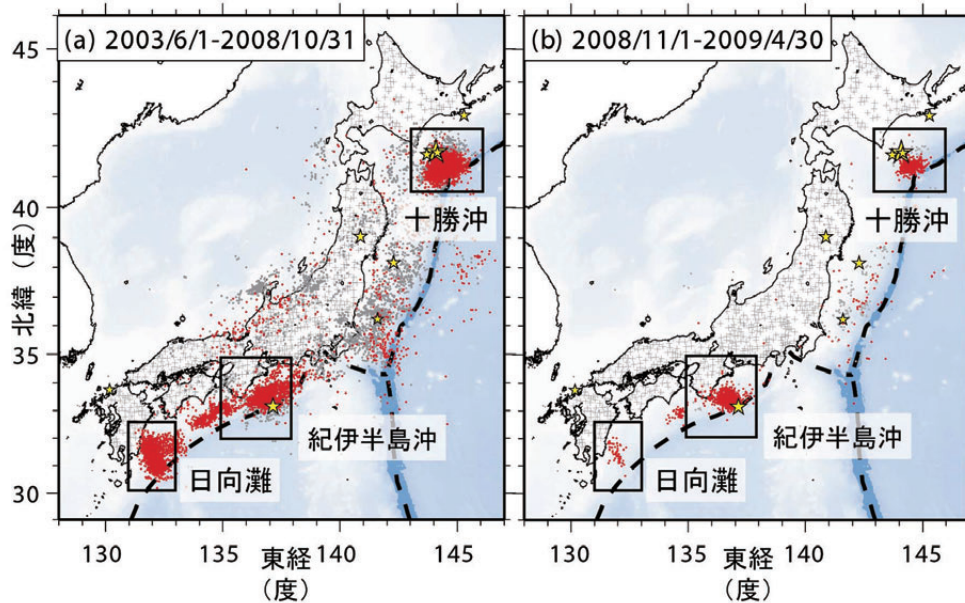 (a) 2003/6/1-2008/10/31
(b) 2008/11/1-2009/4/30
45
40
35
30
北緯(度)
十勝沖
紀伊半島沖
日向灘
十勝沖
紀伊半島沖
日向灘
130
135
140
145
東経
(度)
130
135
140
145
東経
(度)